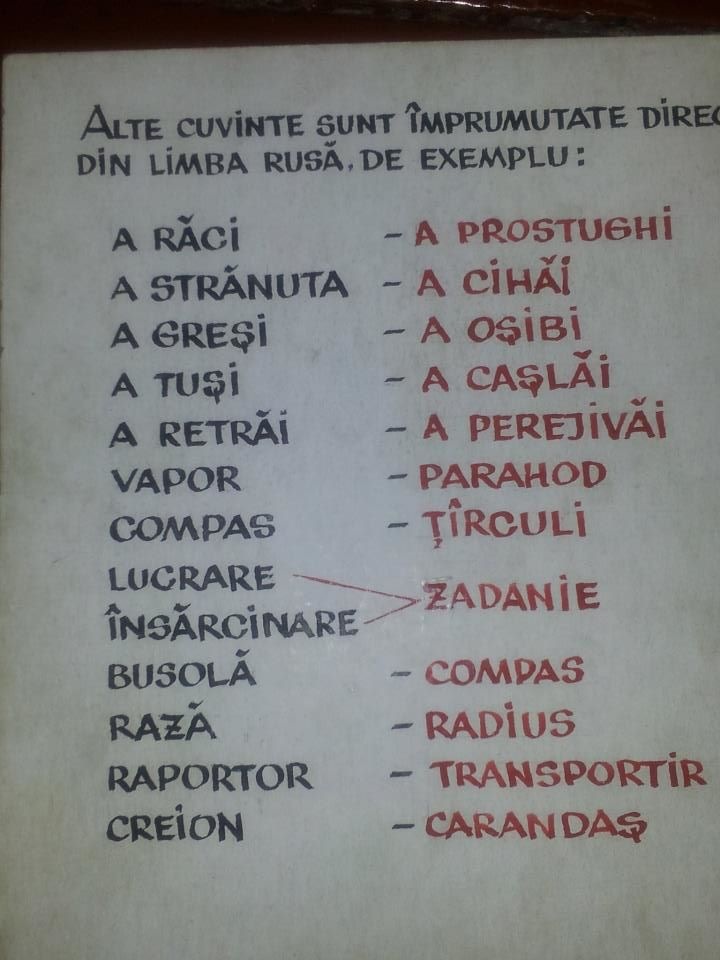 ALTE CUVINTE SUNT ÎMPRUMUTATE DIREC
DIN LIMBA RUSĂ. DE EXEMPLU:
A RĂCI - A PROSTUGHI
A STRĂNUTA - A CIHĂI
A GREŞI - A OŞIBI
A TUŞI - A CAŞLĂI
A RETRĂI - A PEREJIVĂI
VAPOR - PARAHOD
COMPAS - ŢÎRCULI
LUCRARE
ZADANIE
ÎNSĂRCINARE
BUSOLĂ - COMPAS
RAZĂ - RADIUS
RAPORTOR - TRANSPORTIR
CREION - CARANDAŞ